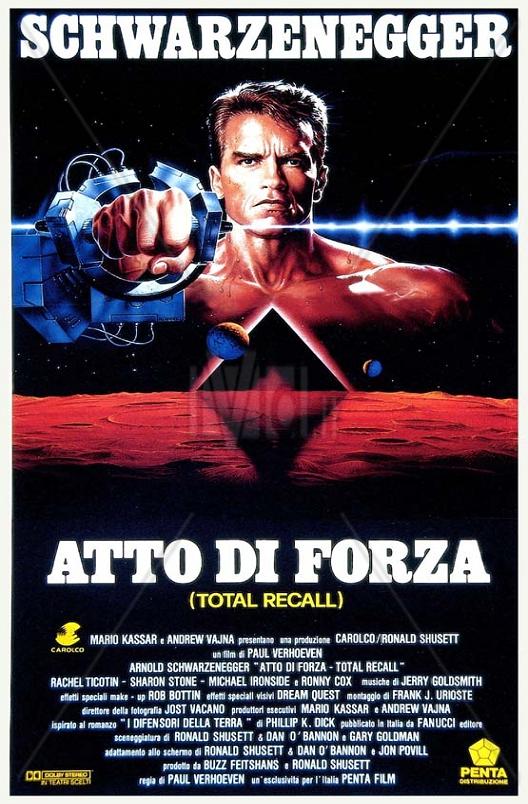 SCHWARZENEGGER
ATTO DI FORZA
(TOTAL RECALL)
CAROLCO
MARIO KASSAR e ANDREW VAJNA presentano una produzione CAROLCO/RONALD SHUSETT
un film di PAUL VERHOEVEN
ARNOLD SCHWARZENEGGER "ATTO DI FORZA - TOTAL RECALL"
RACHEL TICOTIN - SHARON STONE - MICHAEL IRONSIDE e RONNY COX musiche di JERRY GOLDSMITH
effetti speciali make - up ROB BOTTIN effetti speciali visivi DREAM QUEST montaggio di FRANK J. URIOSTE
direttore della fotografia JOST VACANO produttori esecutivi MARIO KASSAR e ANDREW VAJNA
ispirato al romanzo "I DIFENSORI DELLA TERRA" di PHILLIP K. DICK pubblicato in Italia da FANUCCI editore
sceneggiatura di RONALD SHUSETT & DAN O'BANNON e GARY GOLDMAN
adattamento allo schermo di RONALD SHUSETT & DAN O'BANNON e JON POVILL
prodotto da BUZZ FEITSHANS e RONALD SHUSETT
regia di PAUL VERHOEVEN un'esclusivita per l'Italia PENTA FILM
DOLBY STEREO
IN TEATRI SCELTI
PENTA
DISTRIBUZIONE